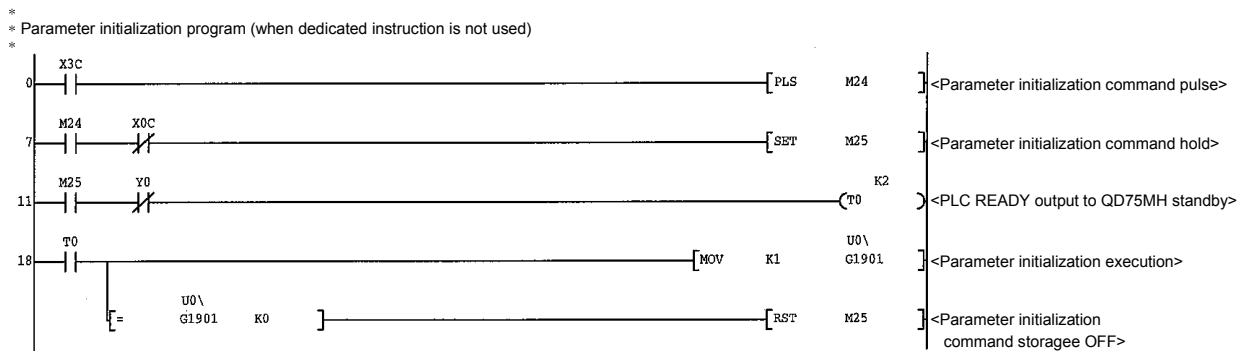 *
* Parameter initialization program (when dedicated instruction is not used)
*
X3C
0 [PLS M24 ] <Parameter initialization command pulse>
M24 X0C
7 [SET M25 ] <Parameter initialization command hold>
M25 Y0 K2
11 (T0 ) <PLC READY output to QD75MH standby>
T0 U0\
18 [MOV K1 G1901 ] <Parameter initialization execution>
U0\
[= G1901 K0 ] [RST M25 ] <Parameter initialization
command storagee OFF>